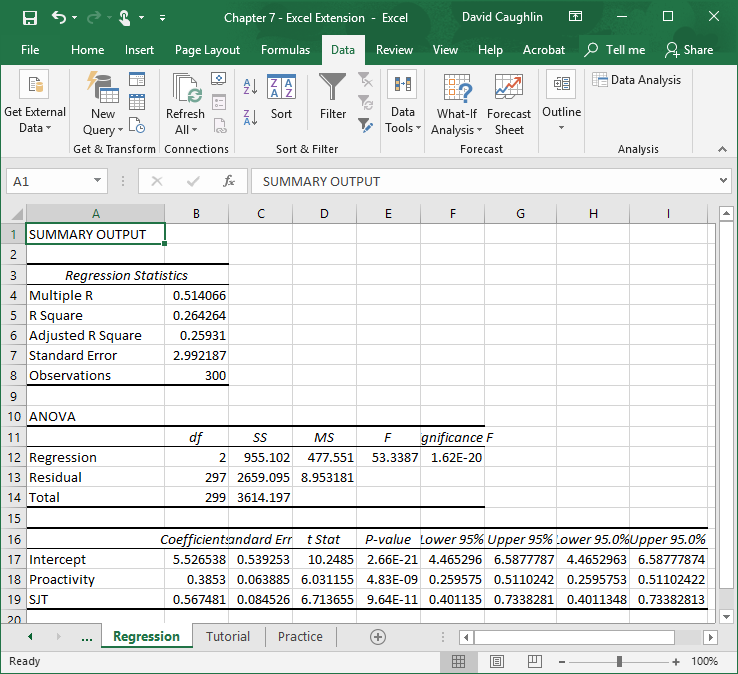 Chapter 7 - Excel Extension - Excel David Caughlin
File Home Insert Page Layout Formulas Data Review View Help Acrobat Tell me Share
Get External Data
New Query
Get & Transform
Refresh All
Connections
Sort
Filter
Sort & Filter
Data Tools
What-If Analysis
Forecast Sheet
Forecast
Outline
Data Analysis
Analysis
A1 fx SUMMARY OUTPUT
A B C D E F G H I
1 SUMMARY OUTPUT
2
3 Regression Statistics
4 Multiple R 0.514066
5 R Square 0.264264
6 Adjusted R Square 0.25931
7 Standard Error 2.992187
8 Observations 300
9
10 ANOVA
11 df SS MS F gnificance F
12 Regression 2 955.102 477.551 53.3387 1.62E-20
13 Residual 297 2659.095 8.953181
14 Total 299 3614.197
15
16 Coefficients andard Err t Stat P-value Lower 95% Upper 95% Lower 95.0% Upper 95.0%
17 Intercept 5.526538 0.539253 10.2485 2.66E-21 4.465296 6.5877787 4.4652963 6.58777874
18 Proactivity 0.3853 0.063885 6.031155 4.83E-09 0.259575 0.5110242 0.2595753 0.51102422
19 SJT 0.567481 0.084526 6.713655 9.64E-11 0.401135 0.7338281 0.4011348 0.73382813
20
... Regression Tutorial Practice
Ready 100%